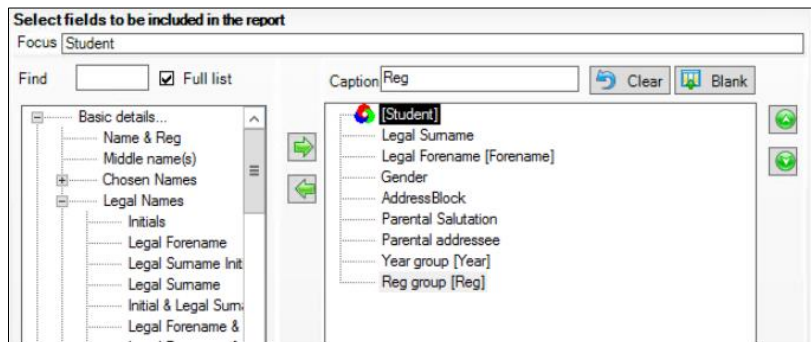 Select fields to be included in the report
Focus Student
Find Full list
Caption Reg Clear Blank
Basic details...
Name & Reg
Middle name(s)
Chosen Names
Legal Names
Initials
Legal Forename
Legal Surname Init
Legal Surname
Initial & Legal Surn
Legal Forename &
[Student]
Legal Surname
Legal Forename [Forename]
Gender
AddressBlock
Parental Salutation
Parental addressee
Year group [Year]
Reg group [Reg]